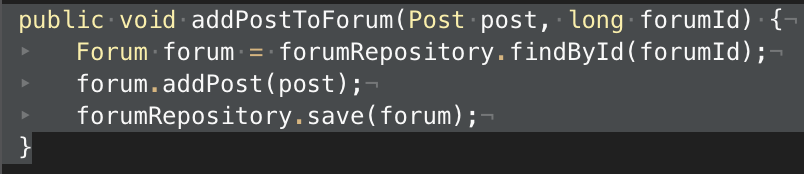 public void addPostToForum(Post post, long forumId) {
    Forum forum = forumRepository.findById(forumId);
    forum.addPost(post);
    forumRepository.save(forum);
}